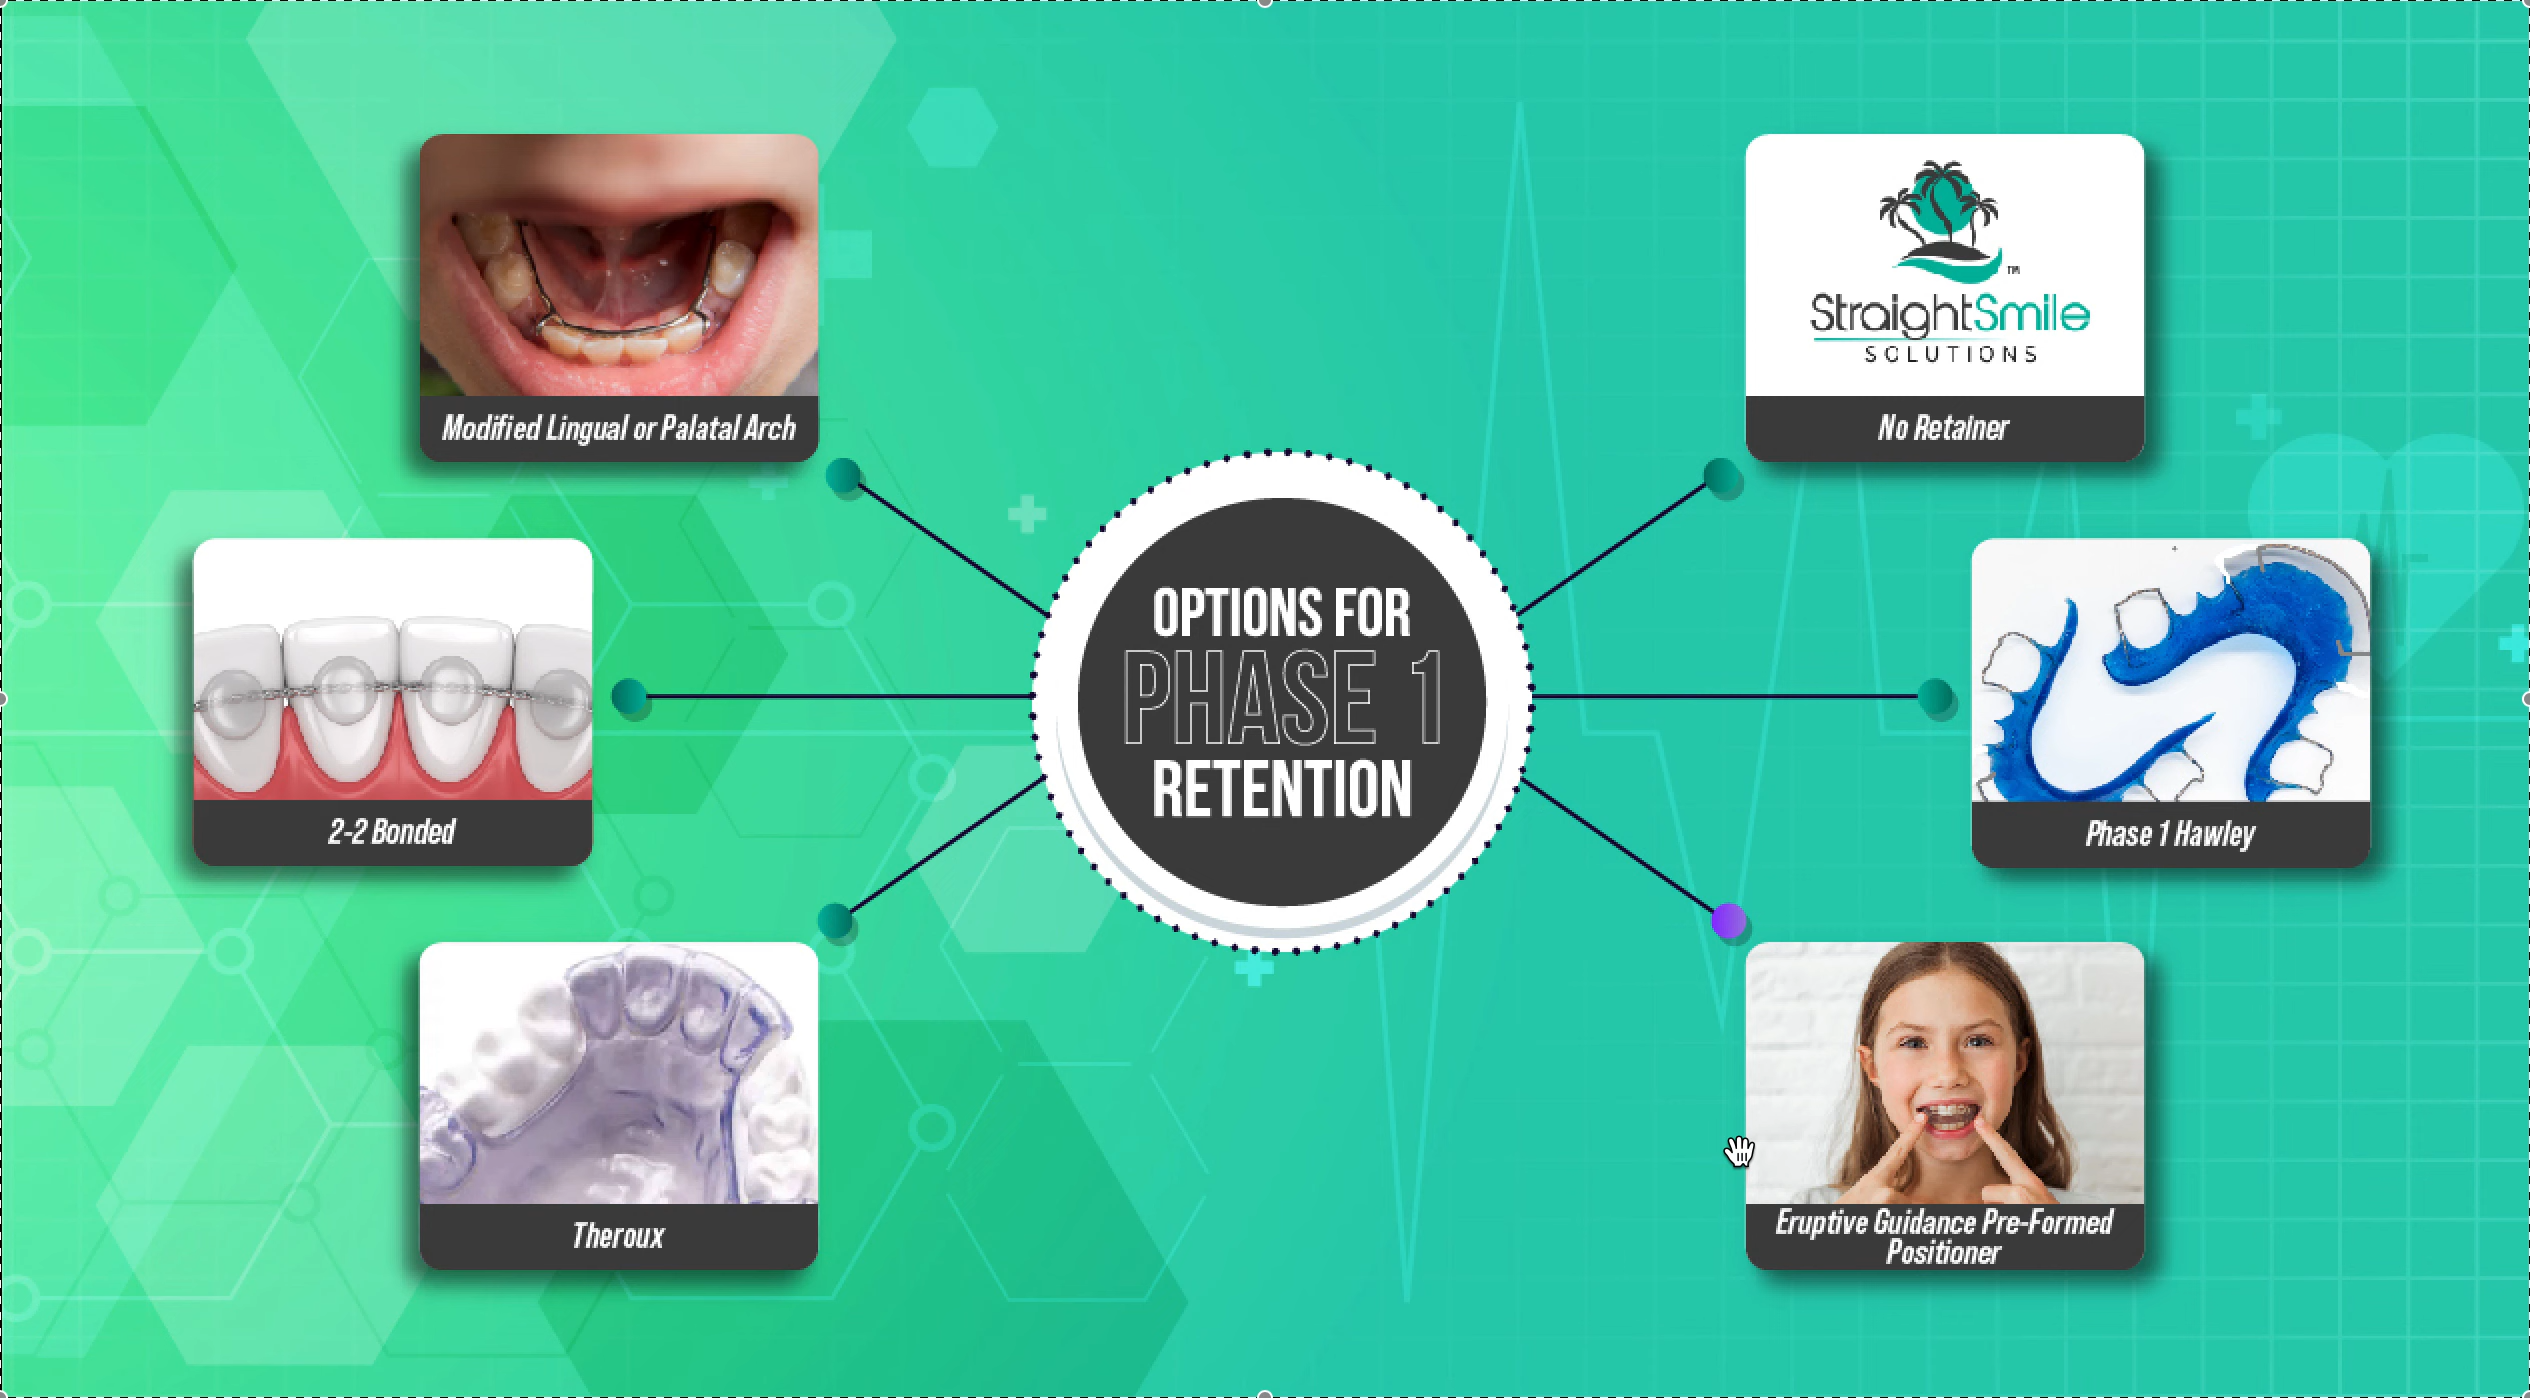 Modified Lingual or Palatal Arch
2-2 Bonded
Theroux
OPTIONS FOR
PHASE 1
RETENTION
TM
StraightSmile
SOLUTIONS
No Retainer
Phase 1 Hawley
Eruptive Guidance Pre-Formed
Positioner